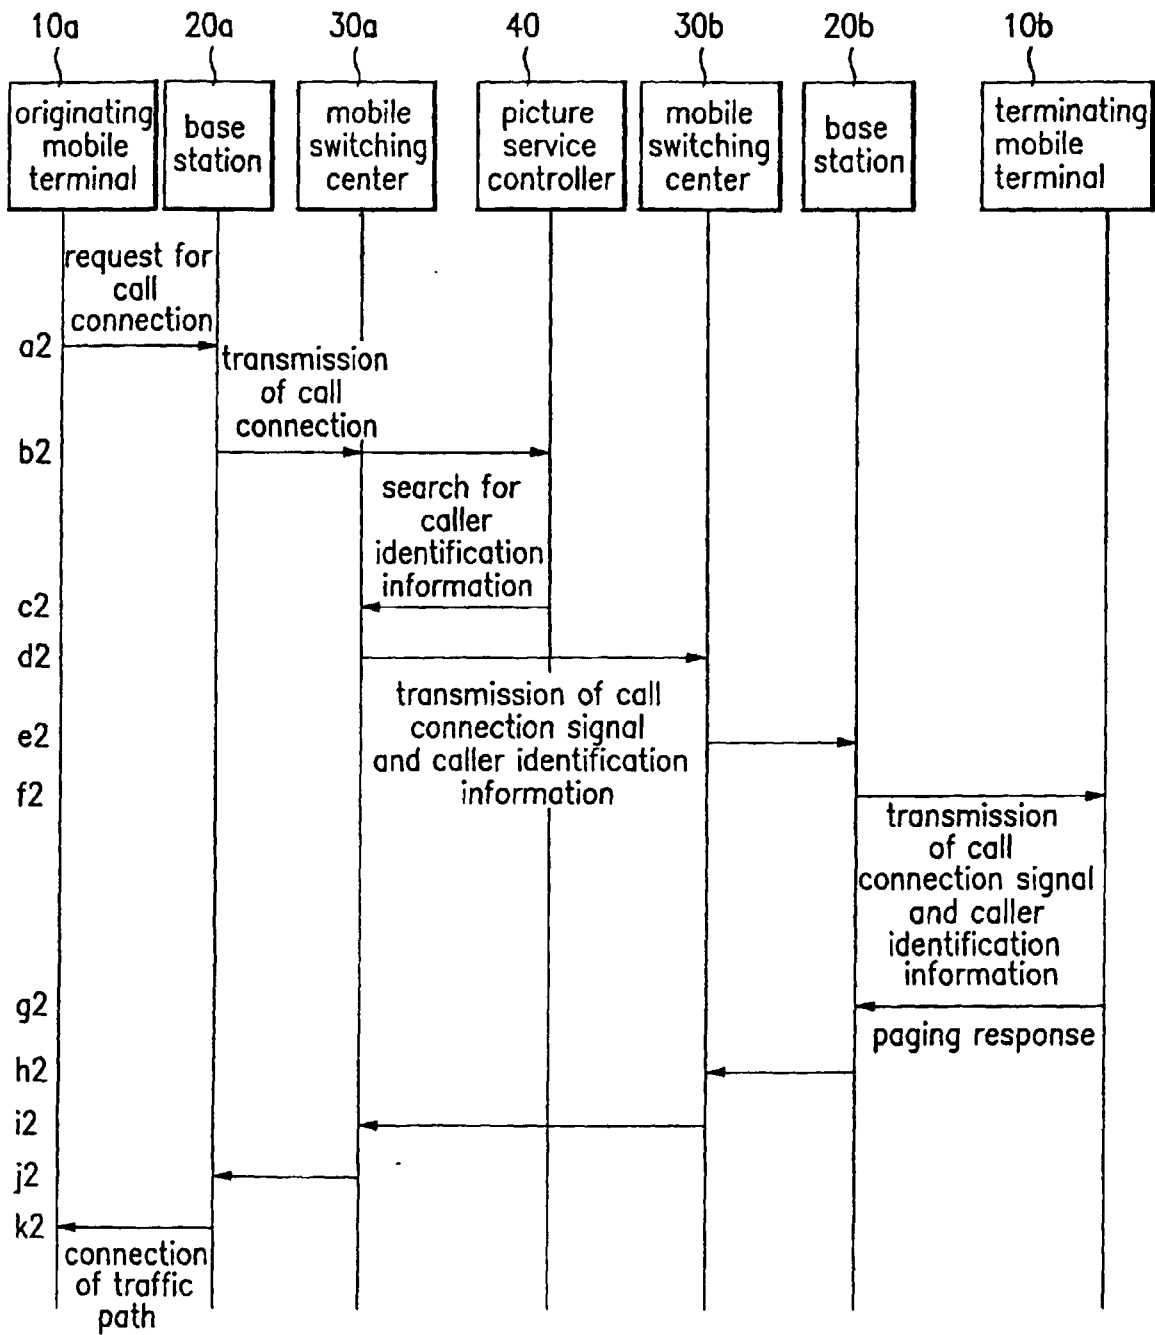 10a 20a 30a 40 30b 20b 10b
originating
mobile
terminal
base
station
mobile
switching
center
picture
service
controller
mobile
switching
center
base
station
terminating
mobile
terminal
request for
call
connection
a2
transmission
of call
connection
b2
search for
caller
identification
information
c2
d2
transmission of call
connection signal
and caller identification
information
e2
f2
transmission
of call
connection signal
and caller
identification
information
g2
paging response
h2
i2
j2
k2
connection
of traffic
path